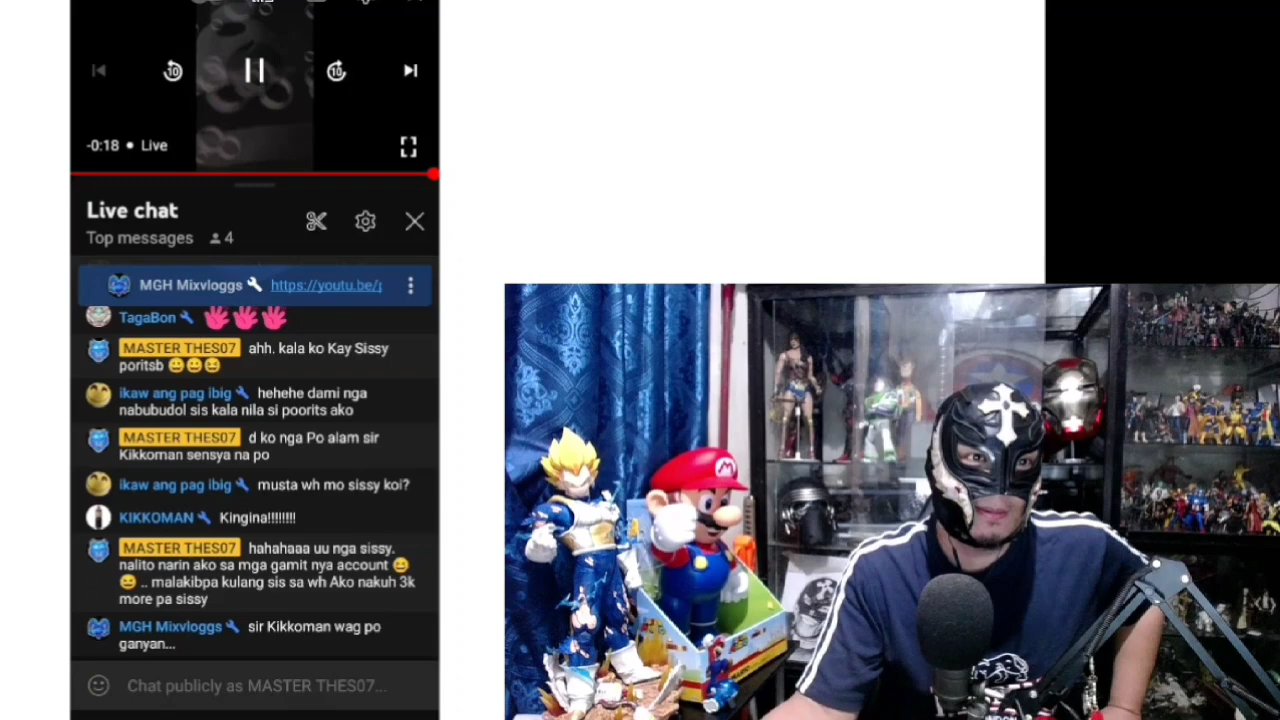 -0:18 • Live
Live chat
Top messages 4
MGH Mixvloggs https://youtu.be/
TagaBon
MASTER THES07 ahh. kala ko Kay Sissy
poritsb
ikaw ang pag ibig hehehe dami nga
nabubudol sis kala nila si poorits ako
MASTER THES07 d ko nga Po alam sir
Kikkoman sensya na po
ikaw ang pag ibig musta wh mo sissy koi?
KIKKOMAN Kingina!!!!!!!!
MASTER THES07 hahahaaa uu nga sissy.
nalito narin ako sa mga gamit nya account
.. malakibpa kulang sis sa wh Ako nakuh 3k
more pa sissy
MGH Mixvloggs sir Kikkoman wag po
ganyan...
Chat publicly as MASTER THES07...
10
10
M